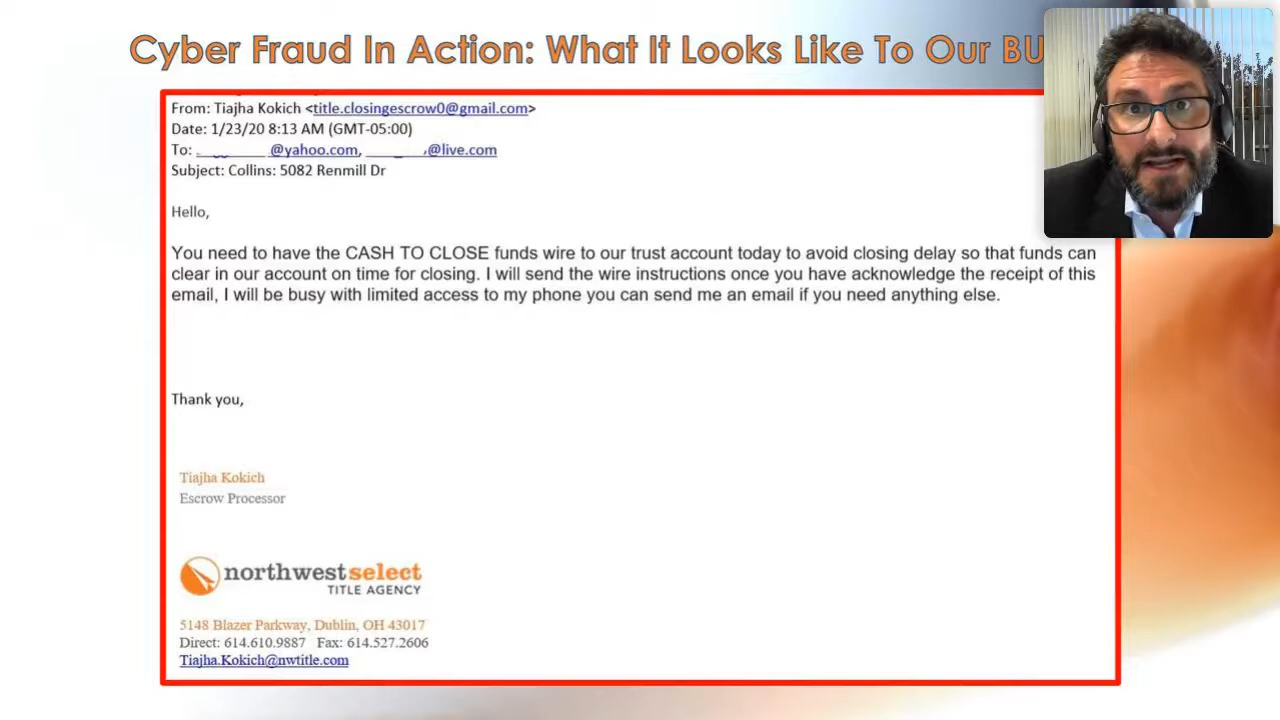 Cyber Fraud In Action: What It Looks Like To Our
From: Tiajha Kokich <title.closingescrow0@gmail.com>
Date: 1/23/20 8:13 AM (GMT-05:00)
To: @yahoo.com, @live.com
Subject: Collins: 5082 Renmill Dr
Hello,
You need to have the CASH TO CLOSE funds wire to our trust account today to avoid closing delay so that funds can
clear in our account on time for closing. I will send the wire instructions once you have acknowledge the receipt of this
email, I will be busy with limited access to my phone you can send me an email if you need anything else.
Thank you,
Tiajha Kokich
Escrow Processor
northwestselect
TITLE AGENCY
5148 Blazer Parkway, Dublin, OH 43017
Direct: 614.610.9887 Fax: 614.527.2606
Tiajha.Kokich@nwtitle.com